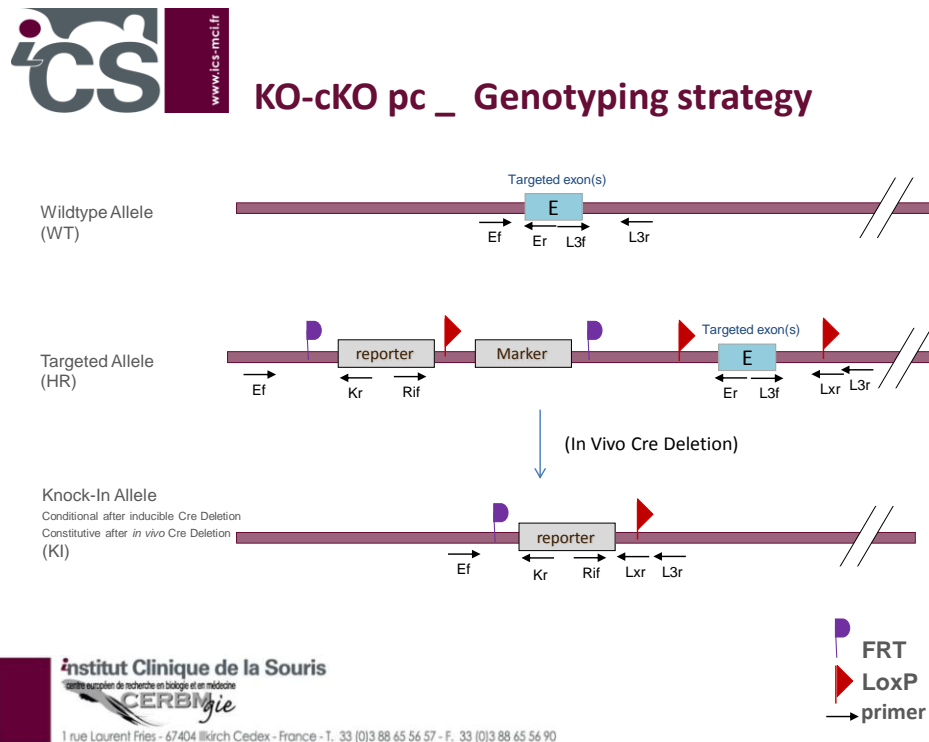 iCS
www.ics-mci.fr
KO-cKO pc _ Genotyping strategy
Wildtype Allele
(WT)
Targeted exon(s)
E
Ef
Er
L3f
L3r
Targeted Allele
(HR)
reporter
Marker
Targeted exon(s)
E
Ef
Kr
Rif
Er
L3f
Lxr
L3r
(In Vivo Cre Deletion)
Knock-In Allele
Conditional after inducible Cre Deletion
Constitutive after in vivo Cre Deletion
(KI)
reporter
Ef
Kr
Rif
Lxr
L3r
FRT
LoxP
primer
institut Clinique de la Souris
centre européen de recherche en biologie et en médecine
CERBM gie
1 rue Laurent Fries - 67404 Illkirch Cedex - France - T. 33 (0)3 88 65 56 57 - F. 33 (0)3 88 65 56 90